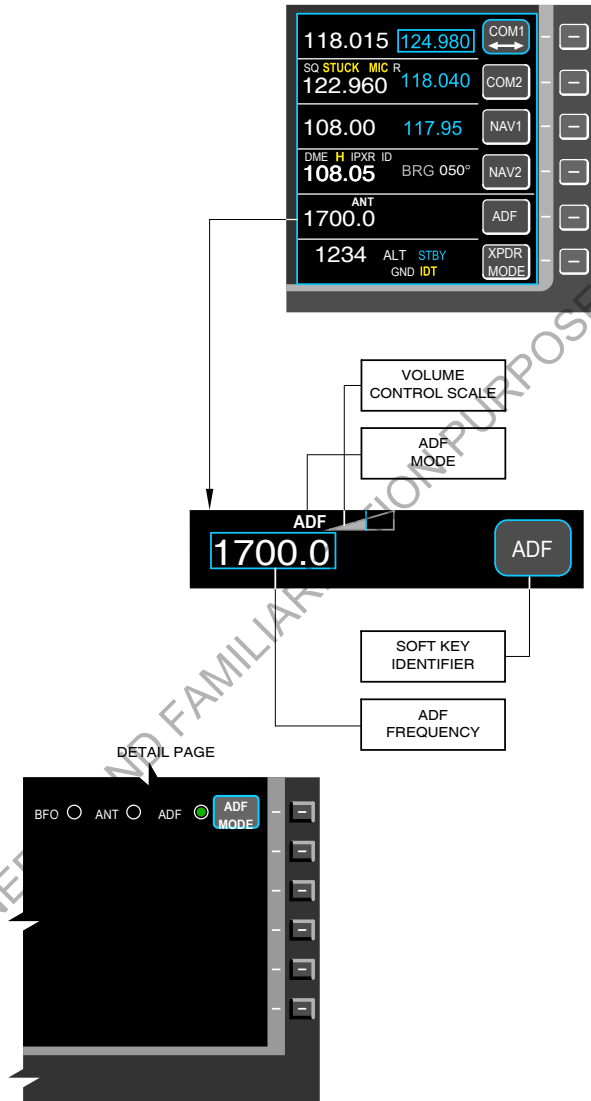 118.015 124.980 COM1
SQ STUCK MIC R
122.960 118.040 COM2
108.00 117.95 NAV1
DME H IPXR ID
108.05 BRG 050° NAV2
ANT
1700.0 ADF
1234 ALT STBY XPDR
GND IDT MODE
VOLUME
CONTROL SCALE
ADF
MODE
ADF
1700.0 ADF
SOFT KEY
IDENTIFIER
ADF
FREQUENCY
DETAIL PAGE
BFO ANT ADF ADF
MODE